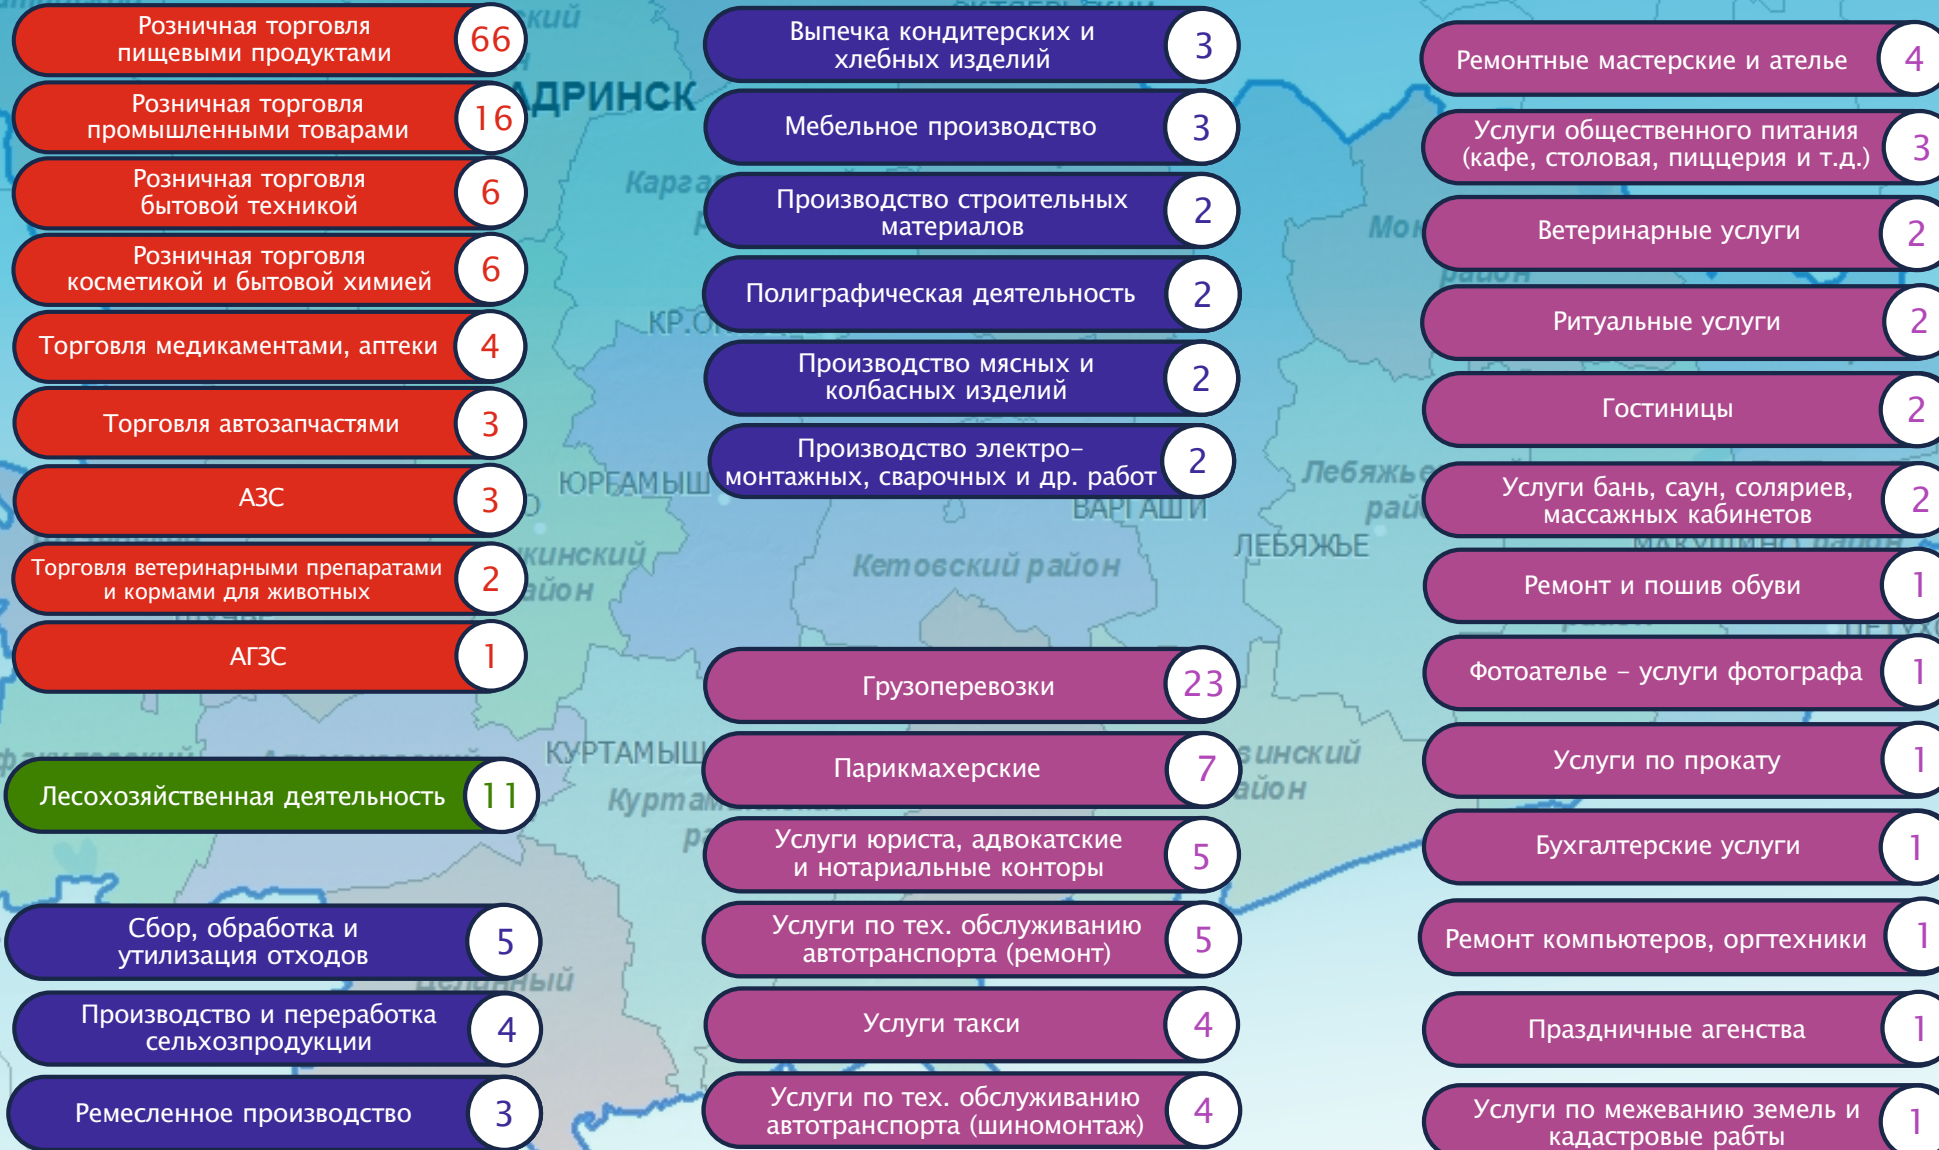 Розничная торговля
пищевыми продуктами
66
Розничная торговля
промышленными товарами
16
Розничная торговля
бытовой техникой
6
Розничная торговля
косметикой и бытовой химией
6
Торговля медикаментами, аптеки
4
Торговля автозапчастями
3
АЗС
3
Торговля ветеринарными препаратами
и кормами для животных
2
АГЗС
1
Лесохозяйственная деятельность
11
Сбор, обработка и
утилизация отходов
5
Производство и переработка
сельхозпродукции
4
Ремесленное производство
3
Выпечка кондитерских и
хлебных изделий
3
Мебельное производство
3
Производство строительных
материалов
2
Полиграфическая деятельность
2
Производство мясных и
колбасных изделий
2
Производство электро–
монтажных, сварочных и др. работ
2
Грузоперевозки
23
Парикмахерские
7
Услуги юриста, адвокатские
и нотариальные конторы
5
Услуги по тех. обслуживанию
автотранспорта (ремонт)
5
Услуги такси
4
Услуги по тех. обслуживанию
автотранспорта (шиномонтаж)
4
Ремонтные мастерские и ателье
4
Услуги общественного питания
(кафе, столовая, пиццерия и т.д.)
3
Ветеринарные услуги
2
Ритуальные услуги
2
Гостиницы
2
Услуги бань, саун, соляриев,
массажных кабинетов
2
Ремонт и пошив обуви
1
Фотоателье – услуги фотографа
1
Услуги по прокату
1
Бухгалтерские услуги
1
Ремонт компьютеров, оргтехники
1
Праздничные агенства
1
Услуги по межеванию земель и
кадастровые рабты
1
АДРИНСК
ЮРГАМЫШ
ВАРГАШИ
ЛЕБЯЖЬЕ
Кетовский район
КУРТАМЫШ
район